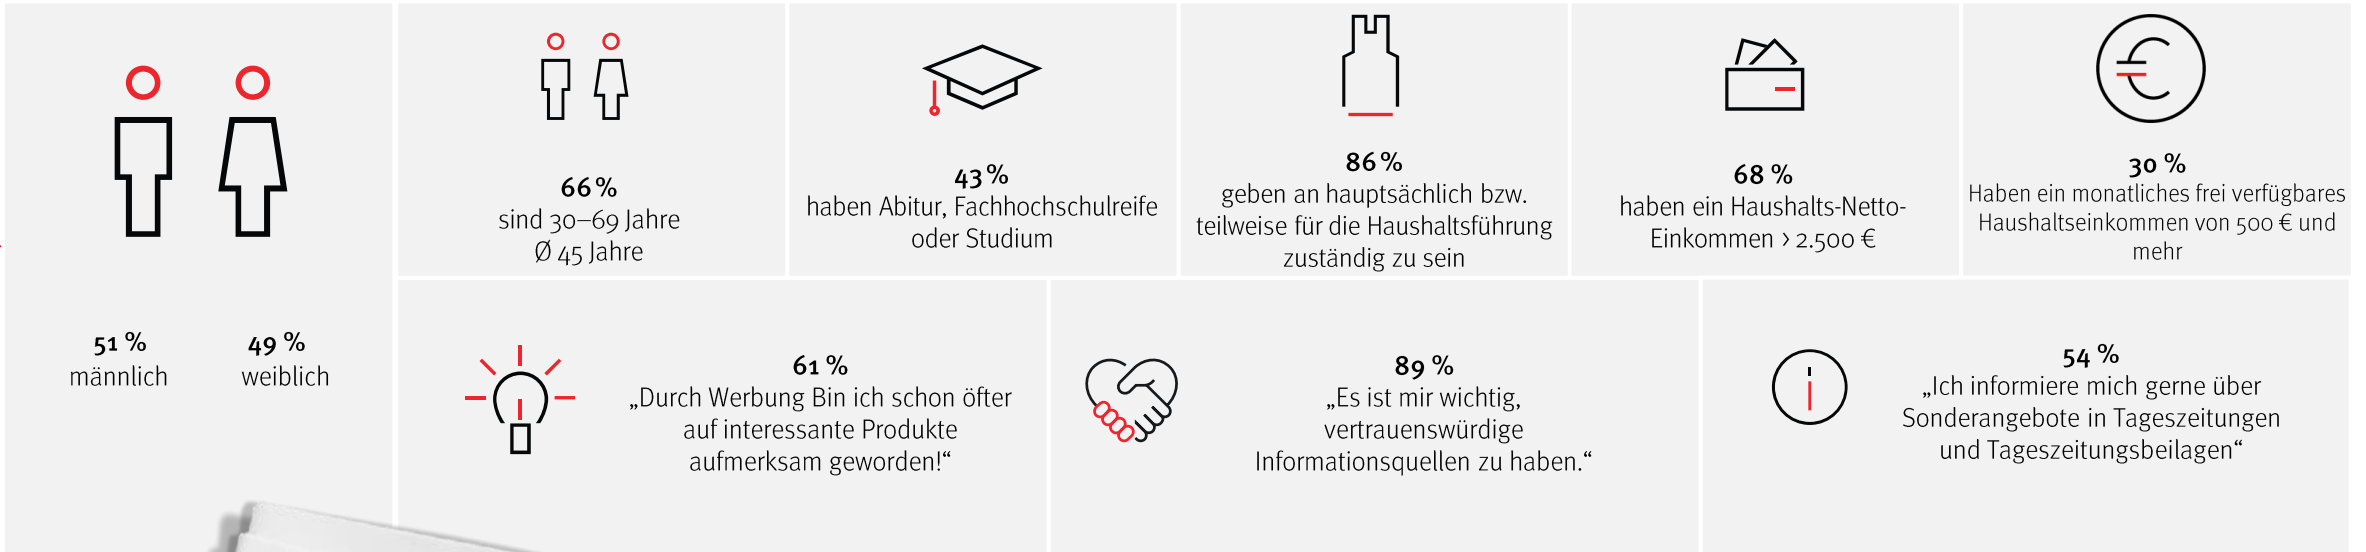 51 %
männlich
49 %
weiblich
66 %
sind 30–69 Jahre
Ø 45 Jahre
43 %
haben Abitur, Fachhochschulreife
oder Studium
86 %
geben an hauptsächlich bzw.
teilweise für die Haushaltsführung
zuständig zu sein
68 %
haben ein Haushalts-Netto-
Einkommen > 2.500 €
30 %
Haben ein monatliches frei verfügbares
Haushaltseinkommen von 500 € und
mehr
61 %
„Durch Werbung Bin ich schon öfter
auf interessante Produkte
aufmerksam geworden!“
89 %
„Es ist mir wichtig,
vertrauenswürdige
Informationsquellen zu haben.“
54 %
„Ich informiere mich gerne über
Sonderangebote in Tageszeitungen
und Tageszeitungsbeilagen“